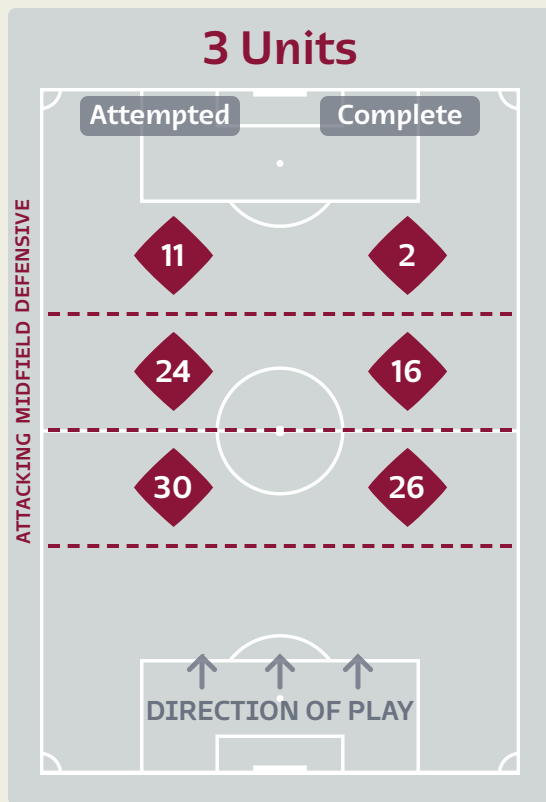 3 Units
Attempted Complete
ATTACKING MIDFIELD DEFENSIVE
11 2
24 16
30 26
DIRECTION OF PLAY